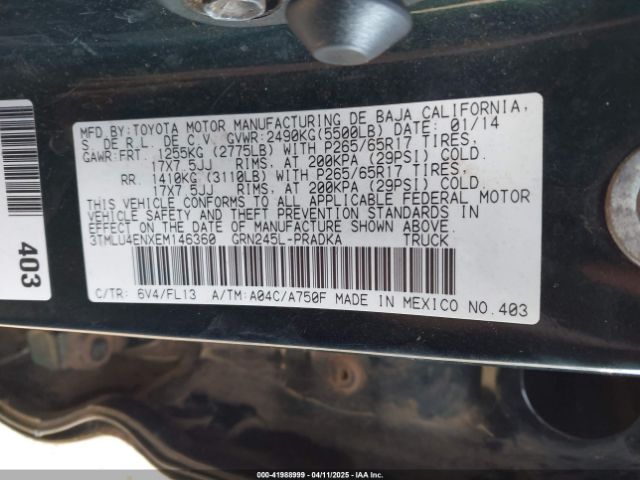 MFD.BY:TOYOTA MOTOR MANUFACTURING DE BAJA CALIFORNIA,
S. DE R.L. DE C.V. GVWR:2490KG(5500LB) DATE: 01/14
GAWR:FRT. 1255KG (2775LB) WITH P265/65R17 TIRES,
17X7.5JJ RIMS, AT 200KPA (29PSI) COLD.
RR. 1410KG (3110LB) WITH P265/65R17 TIRES,
17X7.5JJ RIMS, AT 200KPA (29PSI) COLD.
THIS VEHICLE CONFORMS TO ALL APPLICABLE FEDERAL MOTOR
VEHICLE SAFETY AND THEFT PREVENTION STANDARDS IN
EFFECT ON THE DATE OF MANUFACTURE SHOWN ABOVE.
3TMLU4ENXEM146360 GRN245L-PRADKA TRUCK
C/TR: 6V4/FL13 A/TM:A04C/A750F MADE IN MEXICO NO.403
403
000-41988999 - 04/11/2025 - IAA Inc.